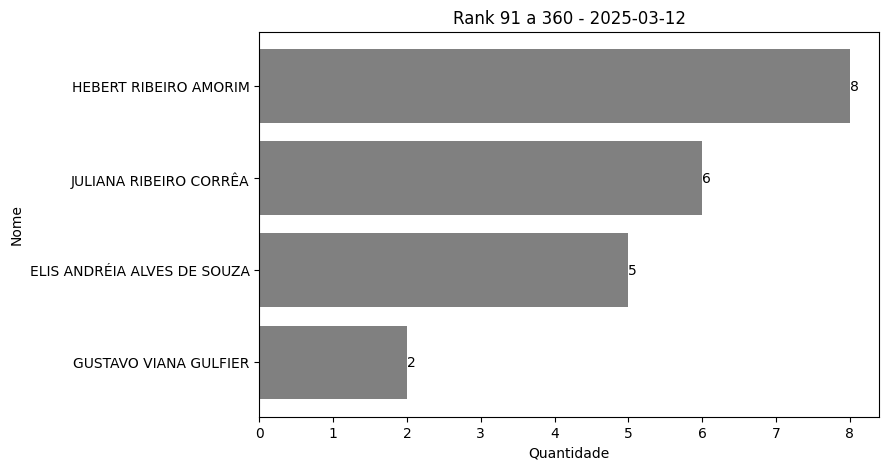 Rank 91 a 360 - 2025-03-12
HEBERT RIBEIRO AMORIM
8
JULIANA RIBEIRO CORRÊA
6
ELIS ANDRÉIA ALVES DE SOUZA
5
GUSTAVO VIANA GULFIER
2
Nome
0 1 2 3 4 5 6 7 8
Quantidade